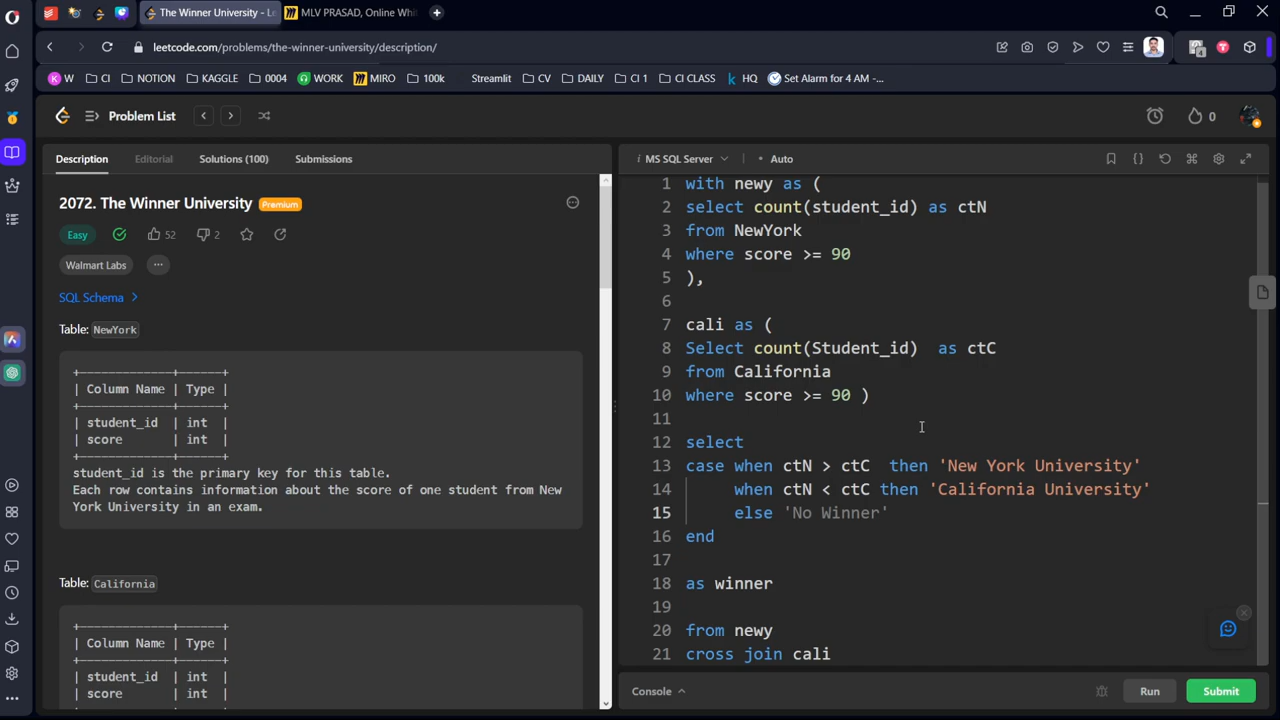 The Winner University - Le
MLV PRASAD, Online Whit
leetcode.com/problems/the-winner-university/description/
K W
CI
NOTION
KAGGLE
0004
WORK
MIRO
100k
Streamlit
CV
DAILY
CI 1
CI CLASS
HQ
Set Alarm for 4 AM -...
Problem List
0
Description
Editorial
Solutions (100)
Submissions
2072. The Winner University
Premium
Easy
52
2
Walmart Labs
SQL Schema
Table: NewYork
+-------------+------+
| Column Name | Type |
+-------------+------+
| student_id | int |
| score | int |
+-------------+------+
student_id is the primary key for this table.
Each row contains information about the score of one student from New
York University in an exam.
Table: California
+-------------+------+
| Column Name | Type |
+-------------+------+
| student_id | int |
| score | int |
i MS SQL Server
• Auto
1 with newy as (
2 select count(student_id) as ctN
3 from NewYork
4 where score >= 90
5 ),
6
7 cali as (
8 Select count(Student_id) as ctC
9 from California
10 where score >= 90 )
11
12 select
13 case when ctN > ctC then 'New York University'
14 when ctN < ctC then 'California University'
15 else 'No Winner'
16 end
17
18 as winner
19
20 from newy
21 cross join cali
Console
Run
Submit